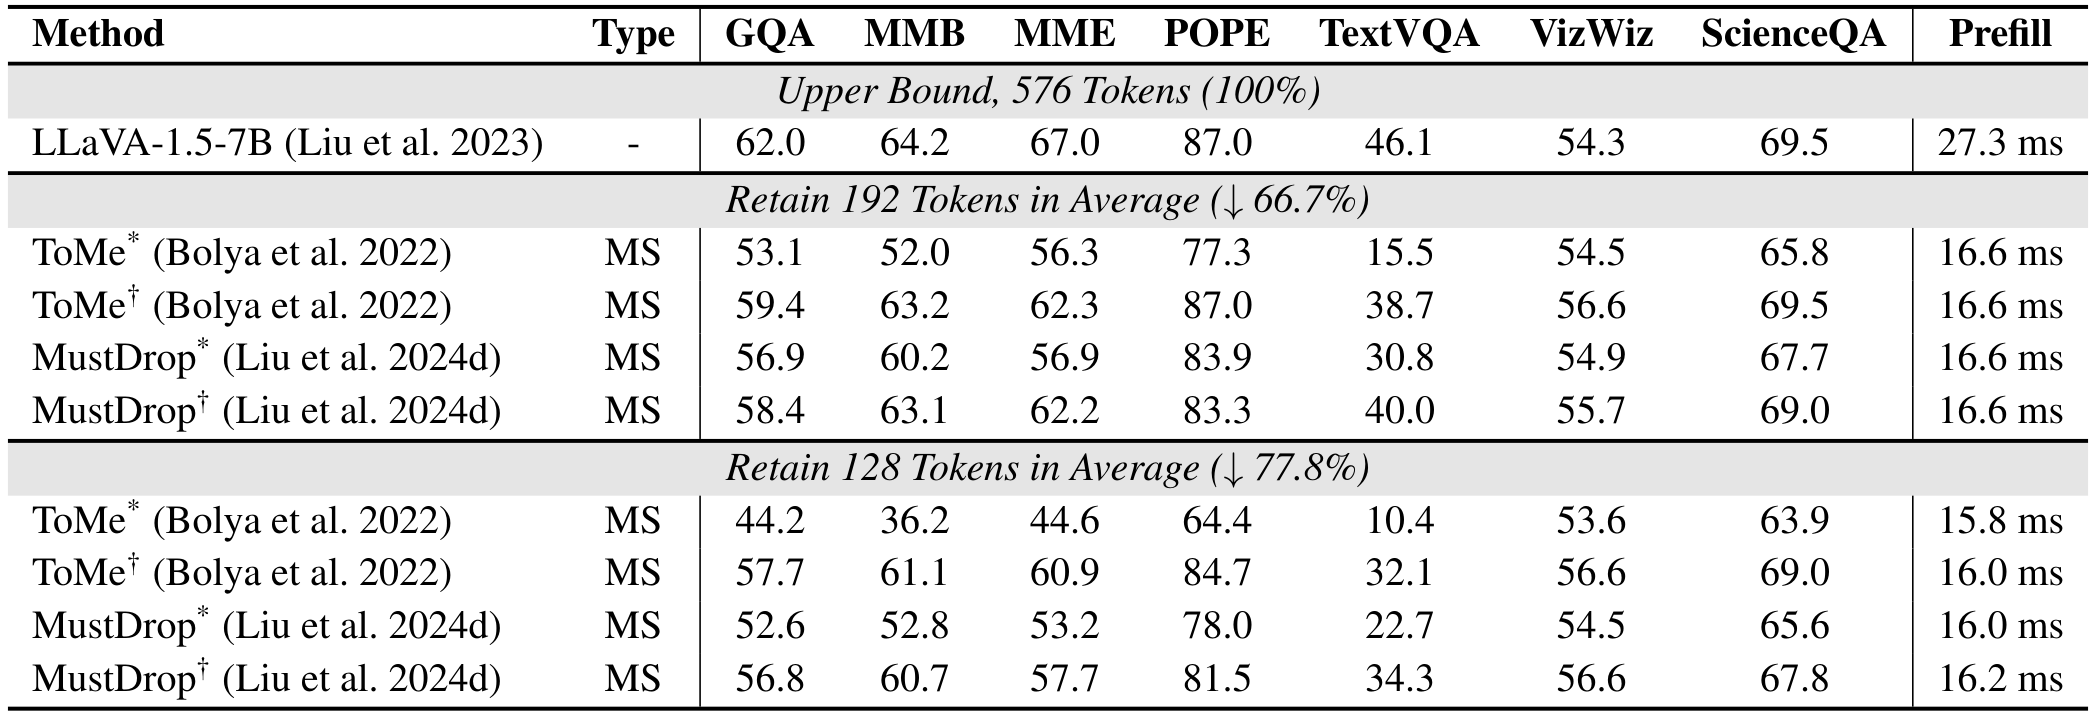 Method Type GQA MMB MME POPE TextVQA VizWiz ScienceQA Prefill
Upper Bound, 576 Tokens (100%)
LLaVA-1.5-7B (Liu et al. 2023) - 62.0 64.2 67.0 87.0 46.1 54.3 69.5 27.3 ms
Retain 192 Tokens in Average (↓ 66.7%)
ToMe* (Bolya et al. 2022) MS 53.1 52.0 56.3 77.3 15.5 54.5 65.8 16.6 ms
ToMe† (Bolya et al. 2022) MS 59.4 63.2 62.3 87.0 38.7 56.6 69.5 16.6 ms
MustDrop* (Liu et al. 2024d) MS 56.9 60.2 56.9 83.9 30.8 54.9 67.7 16.6 ms
MustDrop† (Liu et al. 2024d) MS 58.4 63.1 62.2 83.3 40.0 55.7 69.0 16.6 ms
Retain 128 Tokens in Average (↓ 77.8%)
ToMe* (Bolya et al. 2022) MS 44.2 36.2 44.6 64.4 10.4 53.6 63.9 15.8 ms
ToMe† (Bolya et al. 2022) MS 57.7 61.1 60.9 84.7 32.1 56.6 69.0 16.0 ms
MustDrop* (Liu et al. 2024d) MS 52.6 52.8 53.2 78.0 22.7 54.5 65.6 16.0 ms
MustDrop† (Liu et al. 2024d) MS 56.8 60.7 57.7 81.5 34.3 56.6 67.8 16.2 ms